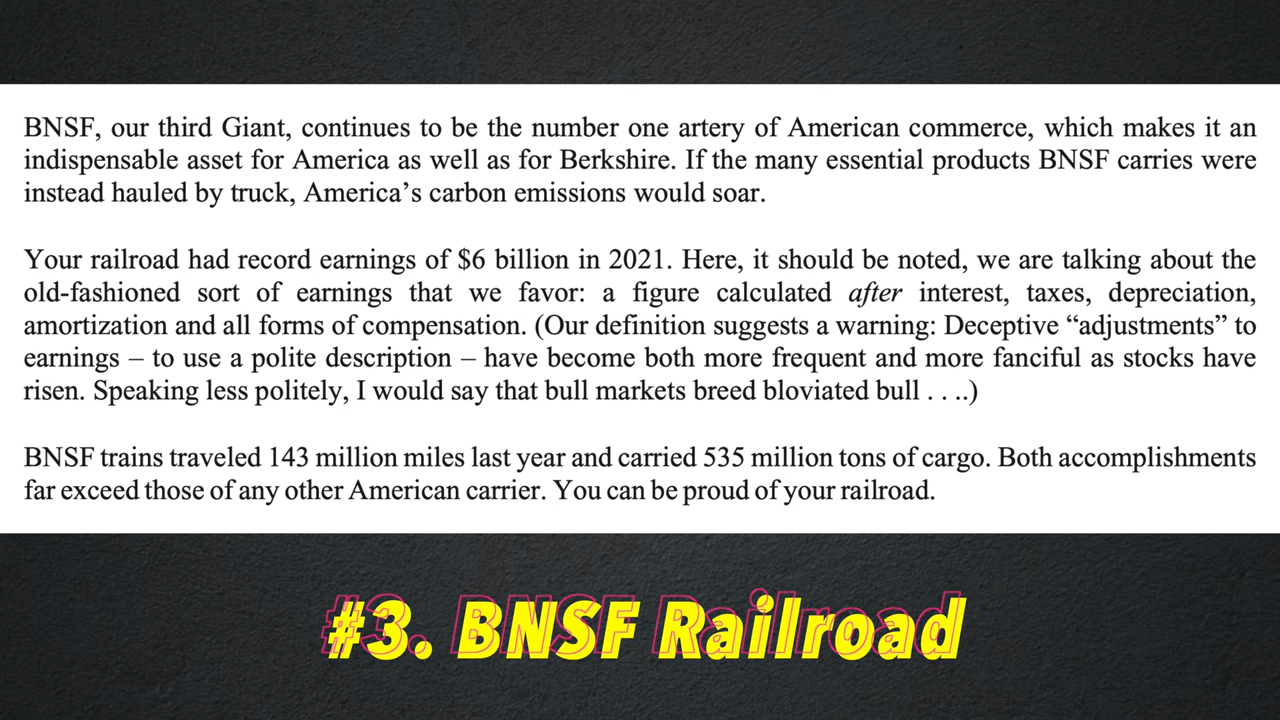 BNSF, our third Giant, continues to be the number one artery of American commerce, which makes it an
indispensable asset for America as well as for Berkshire. If the many essential products BNSF carries were
instead hauled by truck, America’s carbon emissions would soar.
Your railroad had record earnings of $6 billion in 2021. Here, it should be noted, we are talking about the
old-fashioned sort of earnings that we favor: a figure calculated after interest, taxes, depreciation,
amortization and all forms of compensation. (Our definition suggests a warning: Deceptive “adjustments” to
earnings – to use a polite description – have become both more frequent and more fanciful as stocks have
risen. Speaking less politely, I would say that bull markets breed bloviated bull . . ..)
BNSF trains traveled 143 million miles last year and carried 535 million tons of cargo. Both accomplishments
far exceed those of any other American carrier. You can be proud of your railroad.
#3. BNSF Railroad